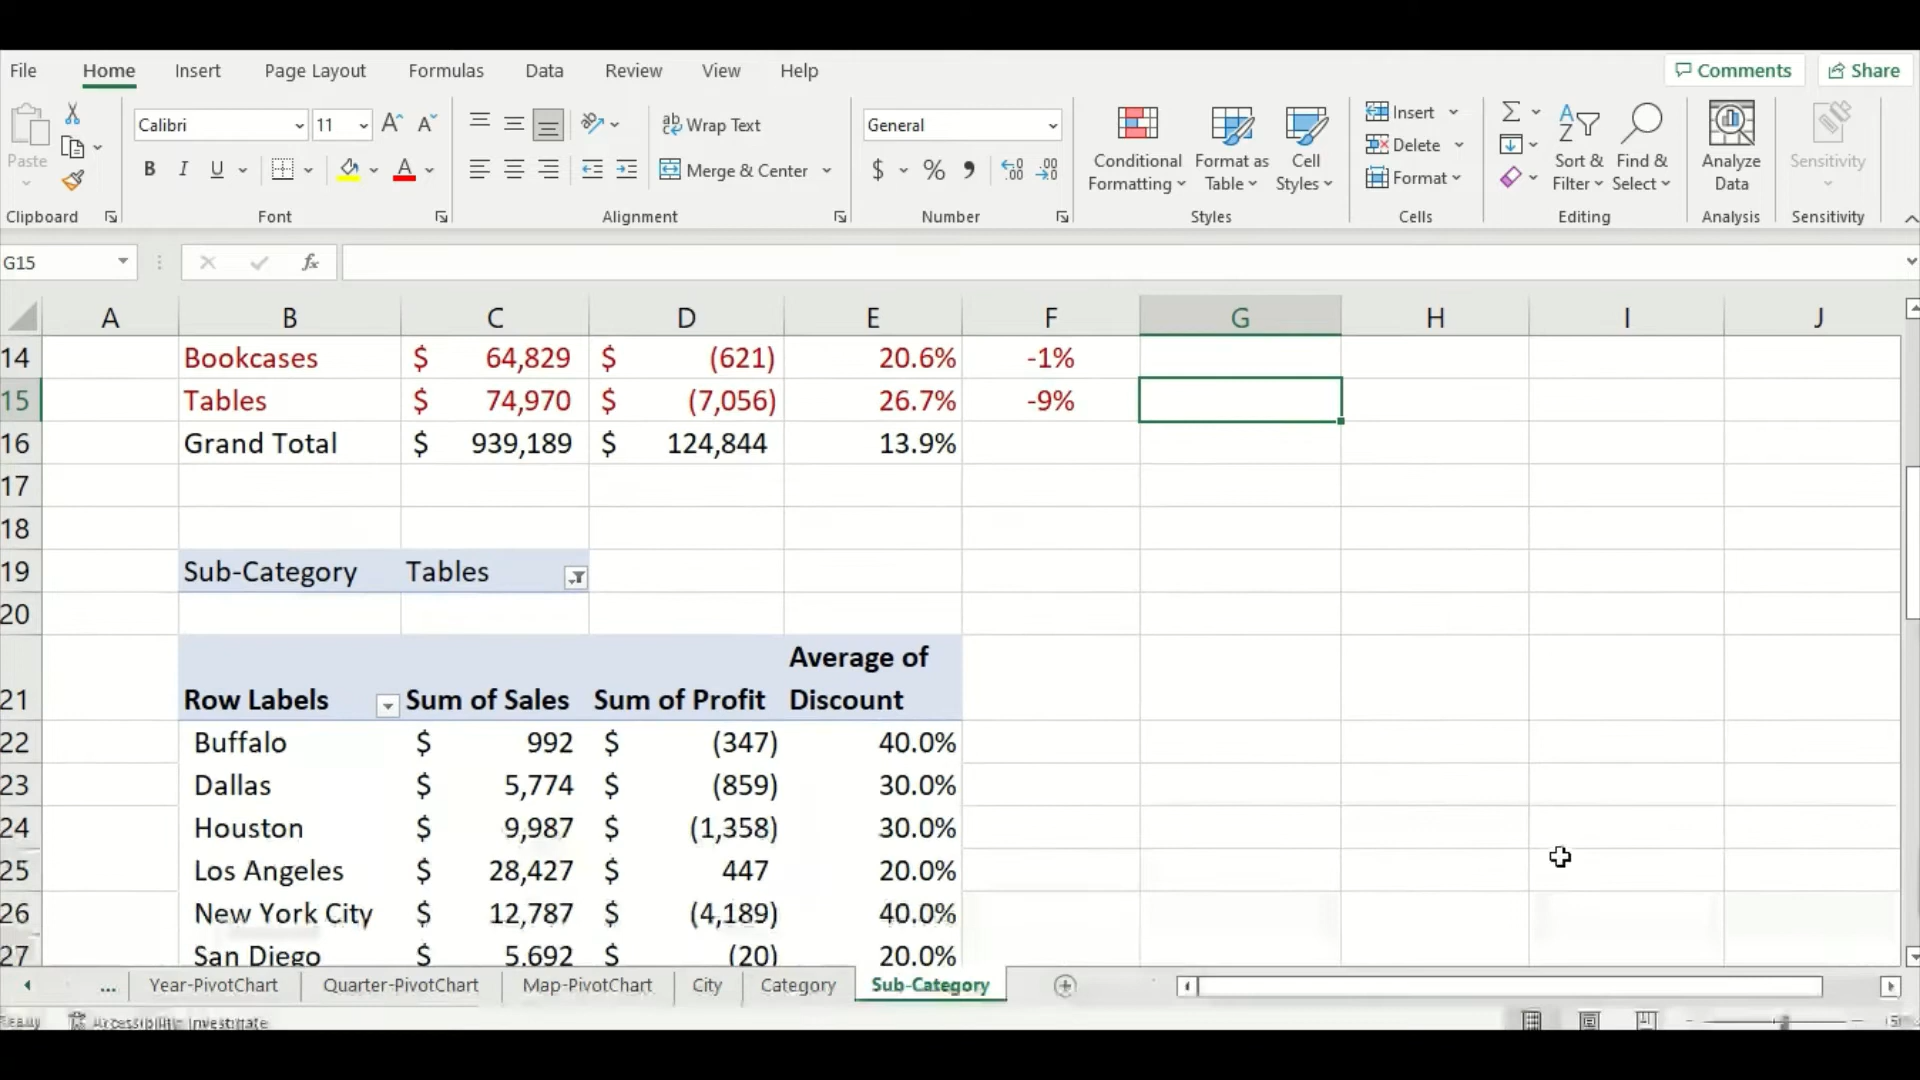 File Home Insert Page Layout Formulas Data Review View Help Comments Share
Calibri 11 Wrap Text General Insert
Paste Conditional Format as Cell Delete Sort & Find & Analyze Sensitivity
B I U A Merge & Center $ % Formatting Table Styles Format Filter Select Data
Clipboard Font Alignment Number Styles Cells Editing Analysis Sensitivity
G15 fx
A B C D E F G H I J
14 Bookcases $ 64,829 $ (621) 20.6% -1%
15 Tables $ 74,970 $ (7,056) 26.7% -9%
16 Grand Total $ 939,189 $ 124,844 13.9%
17
18
19 Sub-Category Tables
20
Average of
21 Row Labels Sum of Sales Sum of Profit Discount
22 Buffalo $ 992 $ (347) 40.0%
23 Dallas $ 5,774 $ (859) 30.0%
24 Houston $ 9,987 $ (1,358) 30.0%
25 Los Angeles $ 28,427 $ 447 20.0%
26 New York City $ 12,787 $ (4,189) 40.0%
27 San Diego $ 5,692 $ (20) 20.0%
... Year-PivotChart Quarter-PivotChart Map-PivotChart City Category Sub-Category
Ready Accessibility: Investigate